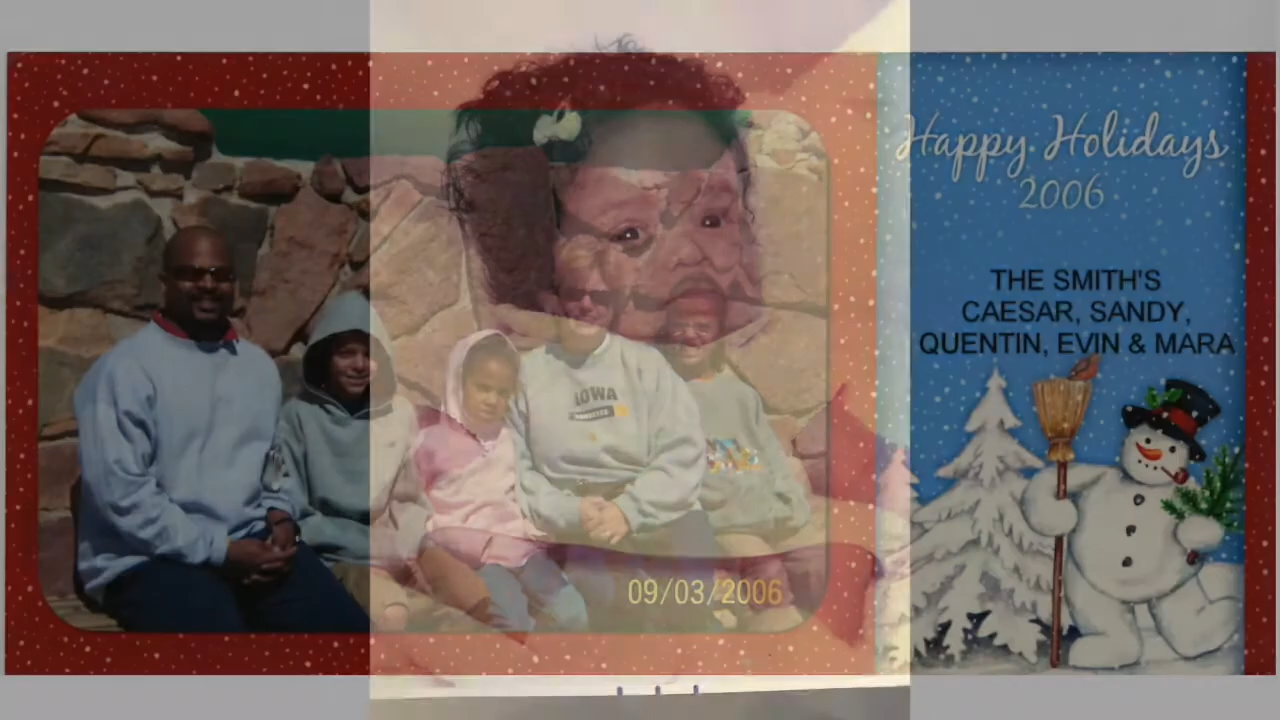 Happy Holidays
2006
THE SMITH'S
CAESAR, SANDY,
QUENTIN, EVIN & MARA
IOWA
09/03/2006